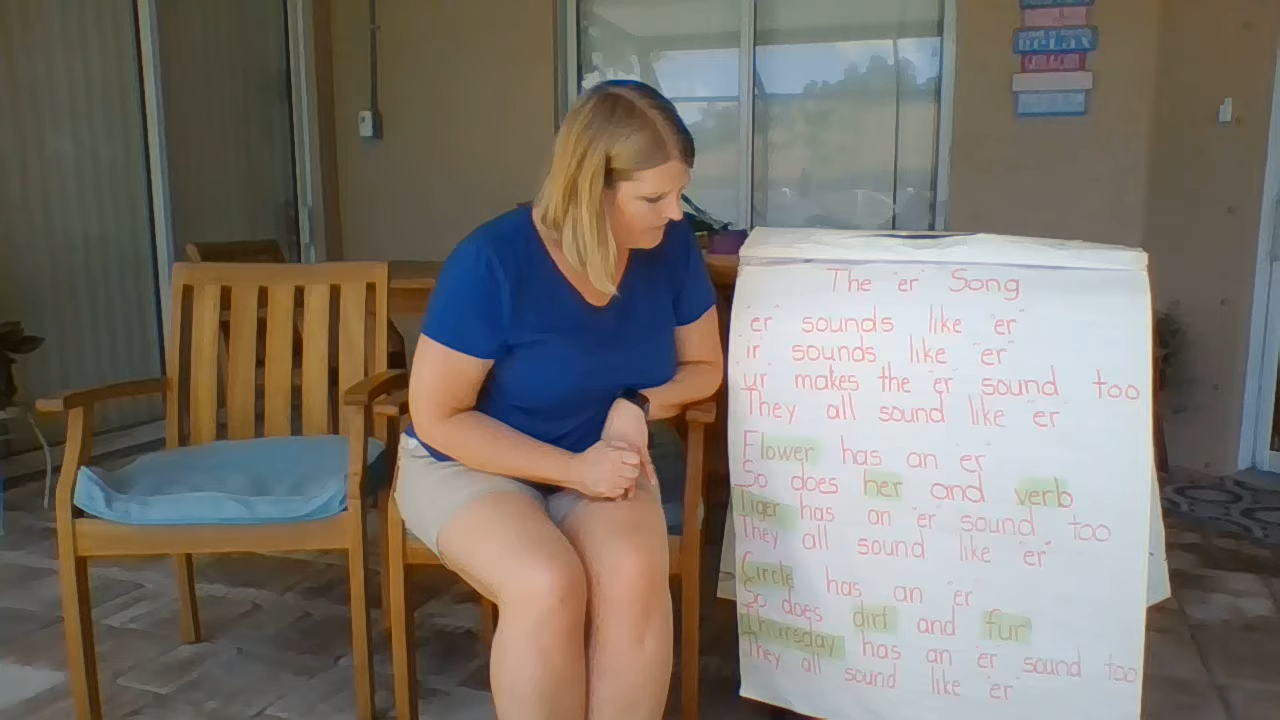 relax
The "er" Song
"er" sounds like "er"
"ir" sounds like "er"
"ur" makes the "er" sound too
They all sound like "er"
Flower has an "er"
So does her and verb
Tiger has an "er" sound too
They all sound like "er"
Circle has an "er"
So does dirt and fur
Thursday has an "er" sound too
They all sound like "er"